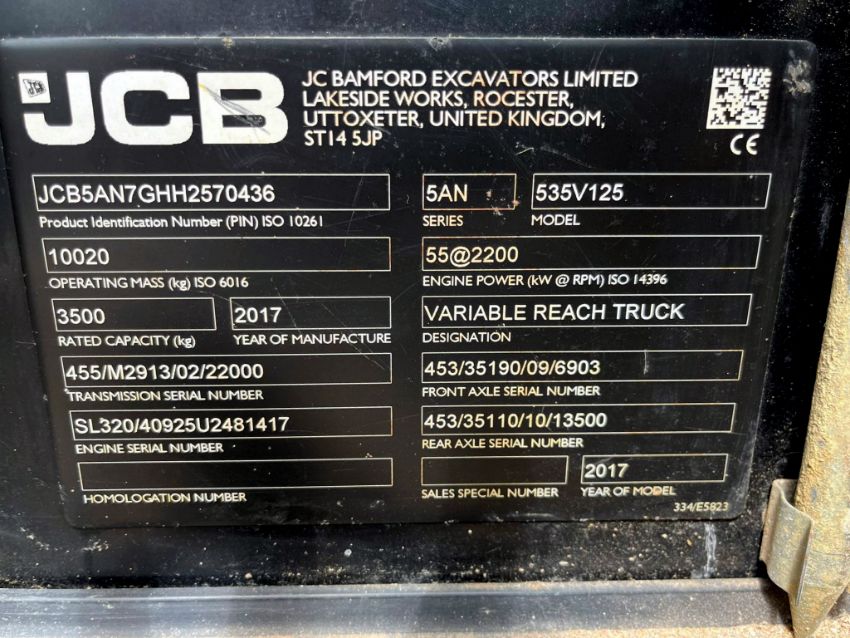 JCB
JC BAMFORD EXCAVATORS LIMITED
LAKESIDE WORKS, ROCESTER,
UTTOXETER, UNITED KINGDOM,
ST14 5JP
CE
JCB5AN7GHH2570436
Product Identification Number (PIN) ISO 10261
5AN
SERIES
535V125
MODEL
10020
OPERATING MASS (kg) ISO 6016
55@2200
ENGINE POWER (kW @ RPM) ISO 14396
3500
RATED CAPACITY (kg)
2017
YEAR OF MANUFACTURE
VARIABLE REACH TRUCK
DESIGNATION
455/M2913/02/22000
TRANSMISSION SERIAL NUMBER
453/35190/09/6903
FRONT AXLE SERIAL NUMBER
SL320/40925U2481417
ENGINE SERIAL NUMBER
453/35110/10/13500
REAR AXLE SERIAL NUMBER
HOMOLOGATION NUMBER
SALES SPECIAL NUMBER
2017
YEAR OF MODEL
334/E5823